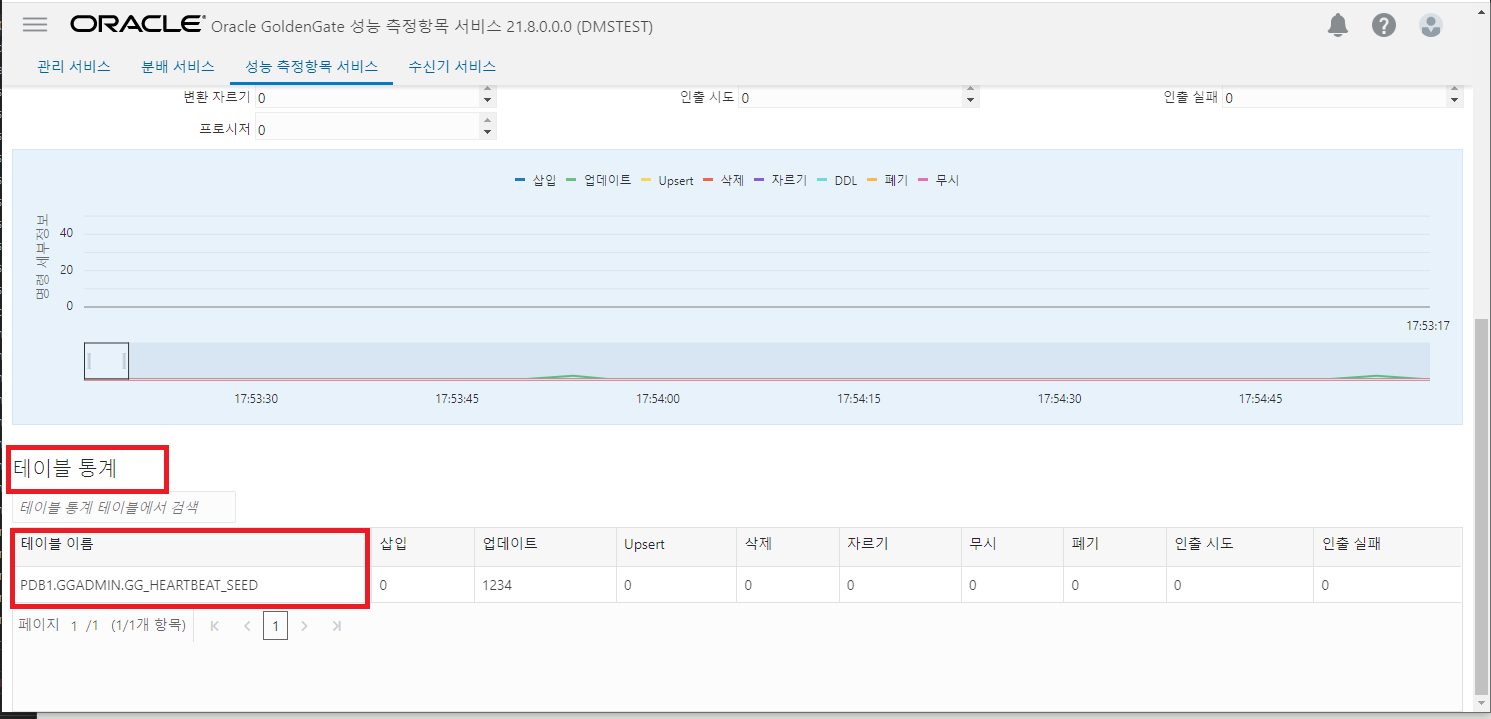 ORACLE Oracle GoldenGate 성능 측정항목 서비스 21.8.0.0.0 (DMSTEST)
관리 서비스 분배 서비스 성능 측정항목 서비스 수신기 서비스
변환 자르기 0 인출 시도 0 인출 실패 0
프로시저 0
삽입 업데이트 Upsert 삭제 자르기 DDL 폐기 무시
명령 세부정보
40
20
0
17:53:17
17:53:30 17:53:45 17:54:00 17:54:15 17:54:30 17:54:45
테이블 통계
테이블 통계 테이블에서 검색
테이블 이름 삽입 업데이트 Upsert 삭제 자르기 무시 폐기 인출 시도 인출 실패
PDB1.GGADMIN.GG_HEARTBEAT_SEED 0 1234 0 0 0 0 0 0 0
페이지 1 /1 (1/1개 항목) 1